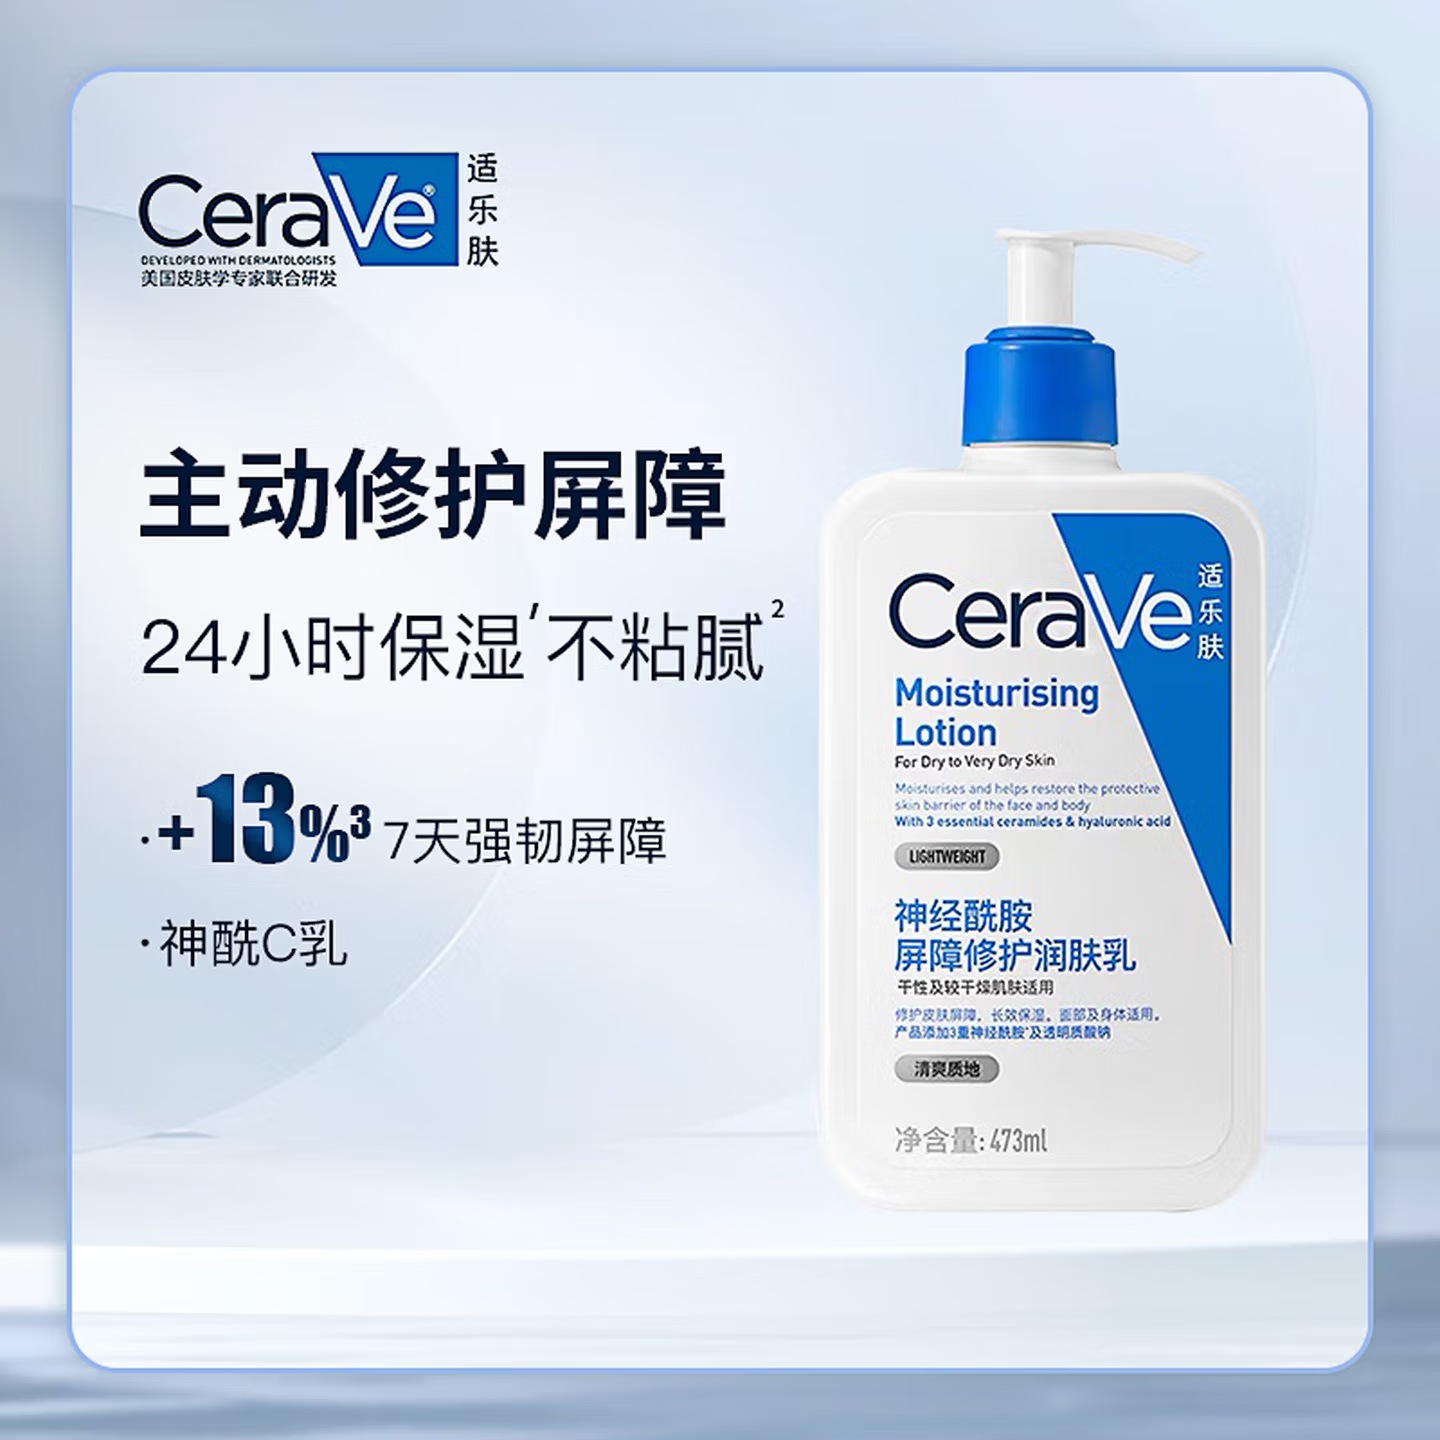 CeraVe®
适乐肤
DEVELOPED WITH DERMATOLOGISTS
美国皮肤学专家联合研发
主动修护屏障
24小时保湿'不粘腻²
·+13%³ 7天强韧屏障
·神酰C乳
CeraVe
适乐肤
Moisturising
Lotion
For Dry to Very Dry Skin
Moisturises and helps restore the protective
skin barrier of the face and body
With 3 essential ceramides & hyaluronic acid
LIGHTWEIGHT
神经酰胺
屏障修护润肤乳
干性及较干燥肌肤适用
修护皮肤屏障，长效保湿。面部及身体适用。
产品添加3重神经酰胺*及透明质酸钠
清爽质地
净含量: 473ml